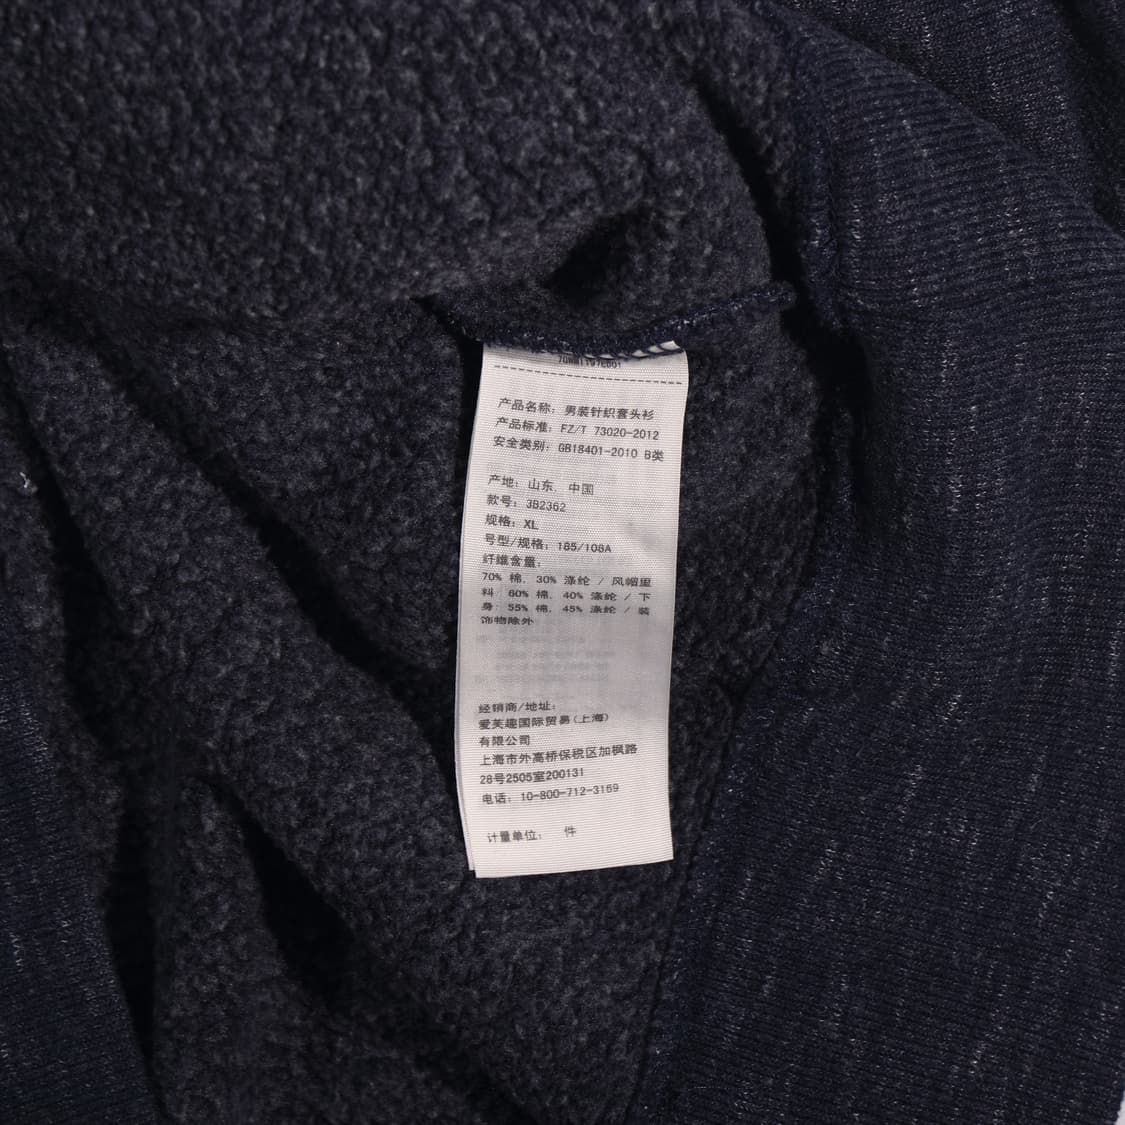 产品名称: 男装针织套头衫
产品标准: FZ/T 73020-2012
安全类别: GB18401-2010 B类
产地: 山东, 中国
款号: 3B2362
规格: XL
号型/规格: 185/108A
纤维含量:
70% 棉, 30% 涤纶 / 风帽里
料: 60% 棉, 40% 涤纶 / 下
身: 55% 棉, 45% 涤纶 / 装
饰物除外
经销商/地址:
爱芙趣国际贸易(上海)
有限公司
上海市外高桥保税区加枫路
28号2505室200131
电话: 10-800-712-3169
计量单位: 件